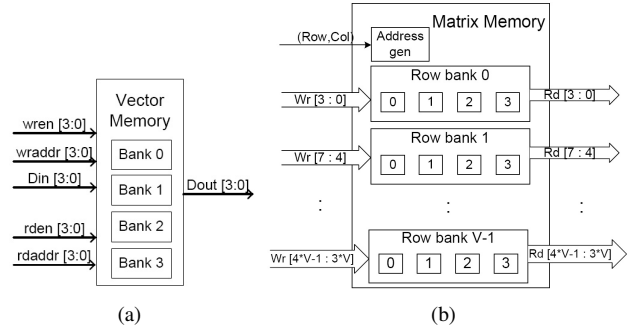 Vector
Memory
wren [3:0]
wraddr [3:0]
Din [3:0]
rden [3:0]
rdaddr [3:0]
Bank 0
Bank 1
Bank 2
Bank 3
Dout [3:0]
(a)
Matrix Memory
(Row,Col)
Address
gen
Row bank 0
Wr [3 : 0]
0 1 2 3
Rd [3 : 0]
Row bank 1
Wr [7 : 4]
0 1 2 3
Rd [7 : 4]
: : :
Row bank V-1
Wr [4*V-1 : 3*V]
0 1 2 3
Rd [4*V-1 : 3*V]
(b)